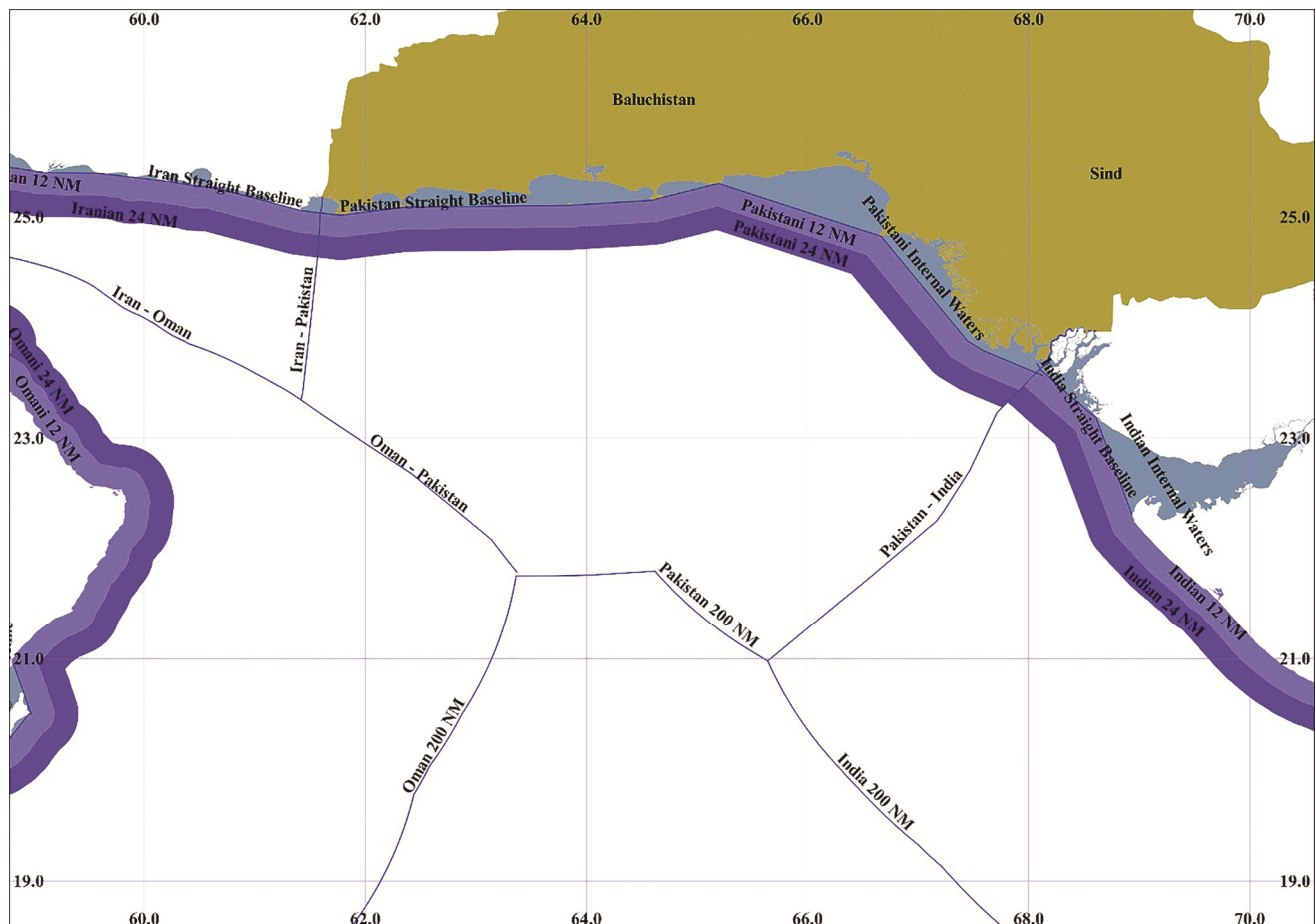 60.0 62.0 64.0 66.0 68.0 70.0
Baluchistan
Sind
an 12 NM
Iran Straight Baseline
Pakistan Straight Baseline
Iranian 24 NM
25.0
Pakistani 12 NM
Pakistani 24 NM
Pakistani Internal Waters
25.0
Iran - Oman
Iran - Pakistan
Omani 24 NM
Omani 12 NM
India Straight Baseline
Indian Internal Waters
23.0
23.0
Oman - Pakistan
Pakistan - India
Pakistan 200 NM
Indian 12 NM
Indian 24 NM
21.0
21.0
Oman 200 NM
India 200 NM
19.0
19.0
60.0 62.0 64.0 66.0 68.0 70.0